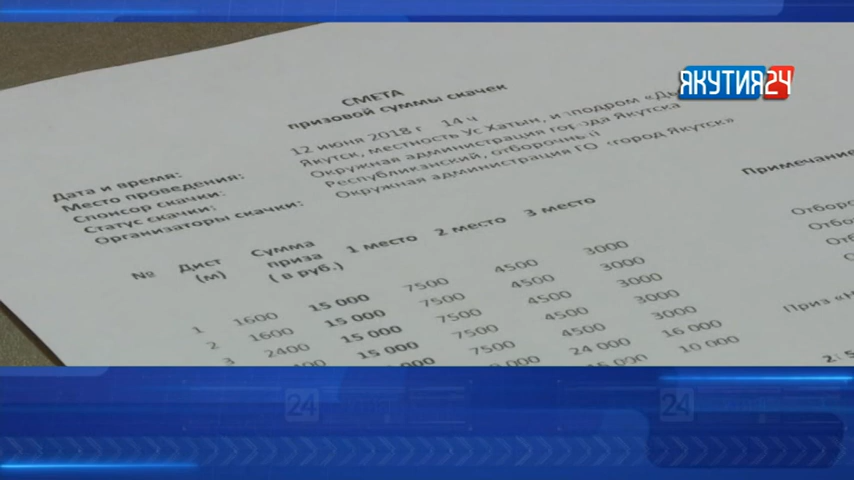 ЯКУТИЯ24
СМЕТА
призовой суммы скачек
Дата и время: 12 июня 2018 г 14 ч
Место проведения: Якутск, местность Ус Хатын, ипподром
Спонсор скачки: Окружная администрация города Якутска
Статус скачки: Республиканский, отборочный
Организаторы скачки: Окружная администрация ГО «город Якутск»
Примечание
№ Дист (м) Сумма приза ( в руб.) 1 место 2 место 3 место
1 1600 15 000 7500 4500 3000
2 1600 15 000 7500 4500 3000
3 2400 15 000 7500 4500 3000
15 000 7500 4500 3000
24 000 16 000
10 000
Приз
24 24